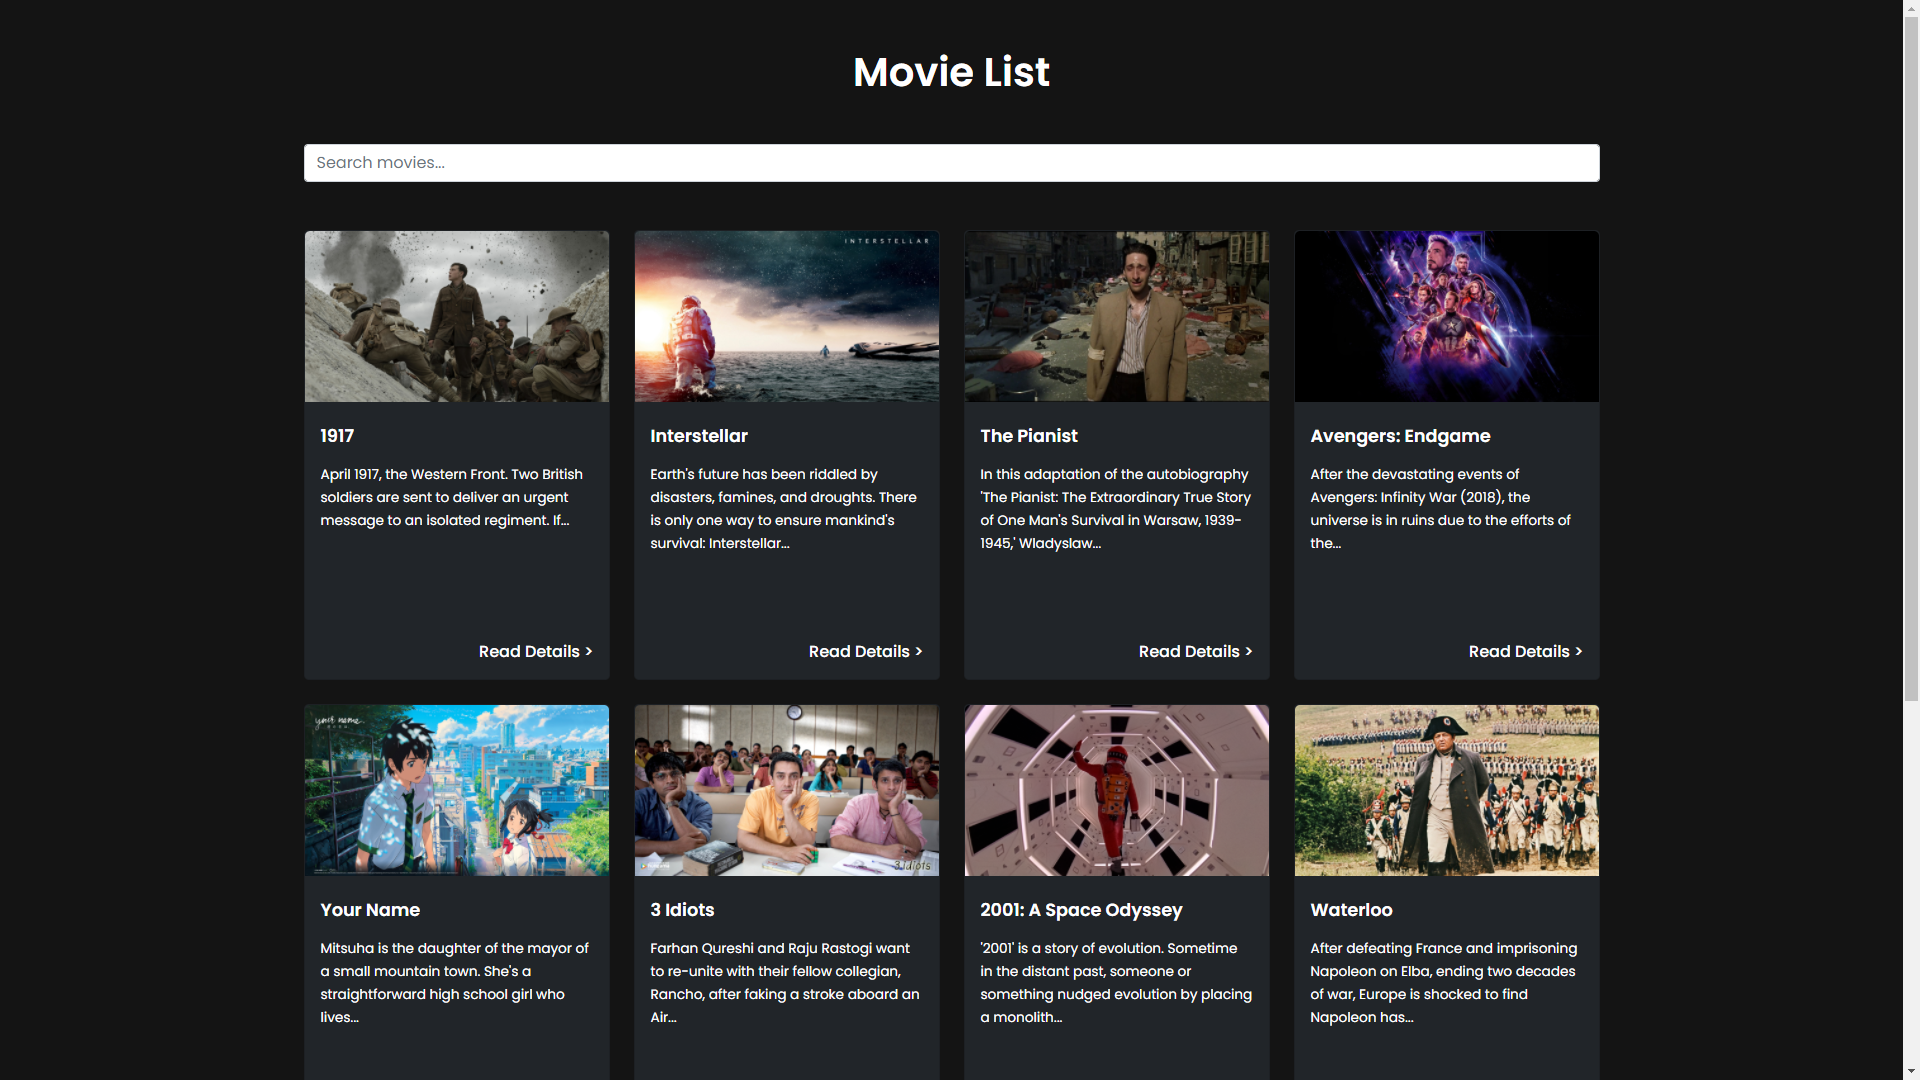 Movie List
Search movies...
INTERSTELLAR
1917
April 1917, the Western Front. Two British
soldiers are sent to deliver an urgent
message to an isolated regiment. If...
Read Details >
Interstellar
Earth's future has been riddled by
disasters, famines, and droughts. There
is only one way to ensure mankind's
survival: Interstellar...
Read Details >
The Pianist
In this adaptation of the autobiography
'The Pianist: The Extraordinary True Story
of One Man's Survival in Warsaw, 1939-
1945,' Wladyslaw...
Read Details >
Avengers: Endgame
After the devastating events of
Avengers: Infinity War (2018), the
universe is in ruins due to the efforts of
the...
Read Details >
your name.
Your Name
Mitsuha is the daughter of the mayor of
a small mountain town. She's a
straightforward high school girl who
lives...
3 idiots
3 Idiots
Farhan Qureshi and Raju Rastogi want
to re-unite with their fellow collegian,
Rancho, after faking a stroke aboard an
Air...
2001: A Space Odyssey
'2001' is a story of evolution. Sometime
in the distant past, someone or
something nudged evolution by placing
a monolith...
Waterloo
After defeating France and imprisoning
Napoleon on Elba, ending two decades
of war, Europe is shocked to find
Napoleon has...